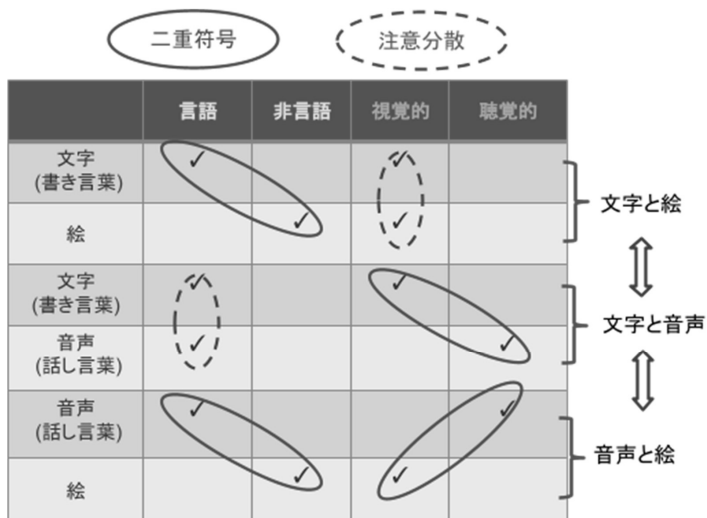 二重符号
注意分散
言語 非言語 視覚的 聴覚的
文字
(書き言葉)
✓ ✓
文字と絵
絵
✓ ✓
文字
(書き言葉)
✓ ✓
文字と音声
音声
(話し言葉)
✓ ✓
音声
(話し言葉)
✓ ✓
音声と絵
絵
✓ ✓